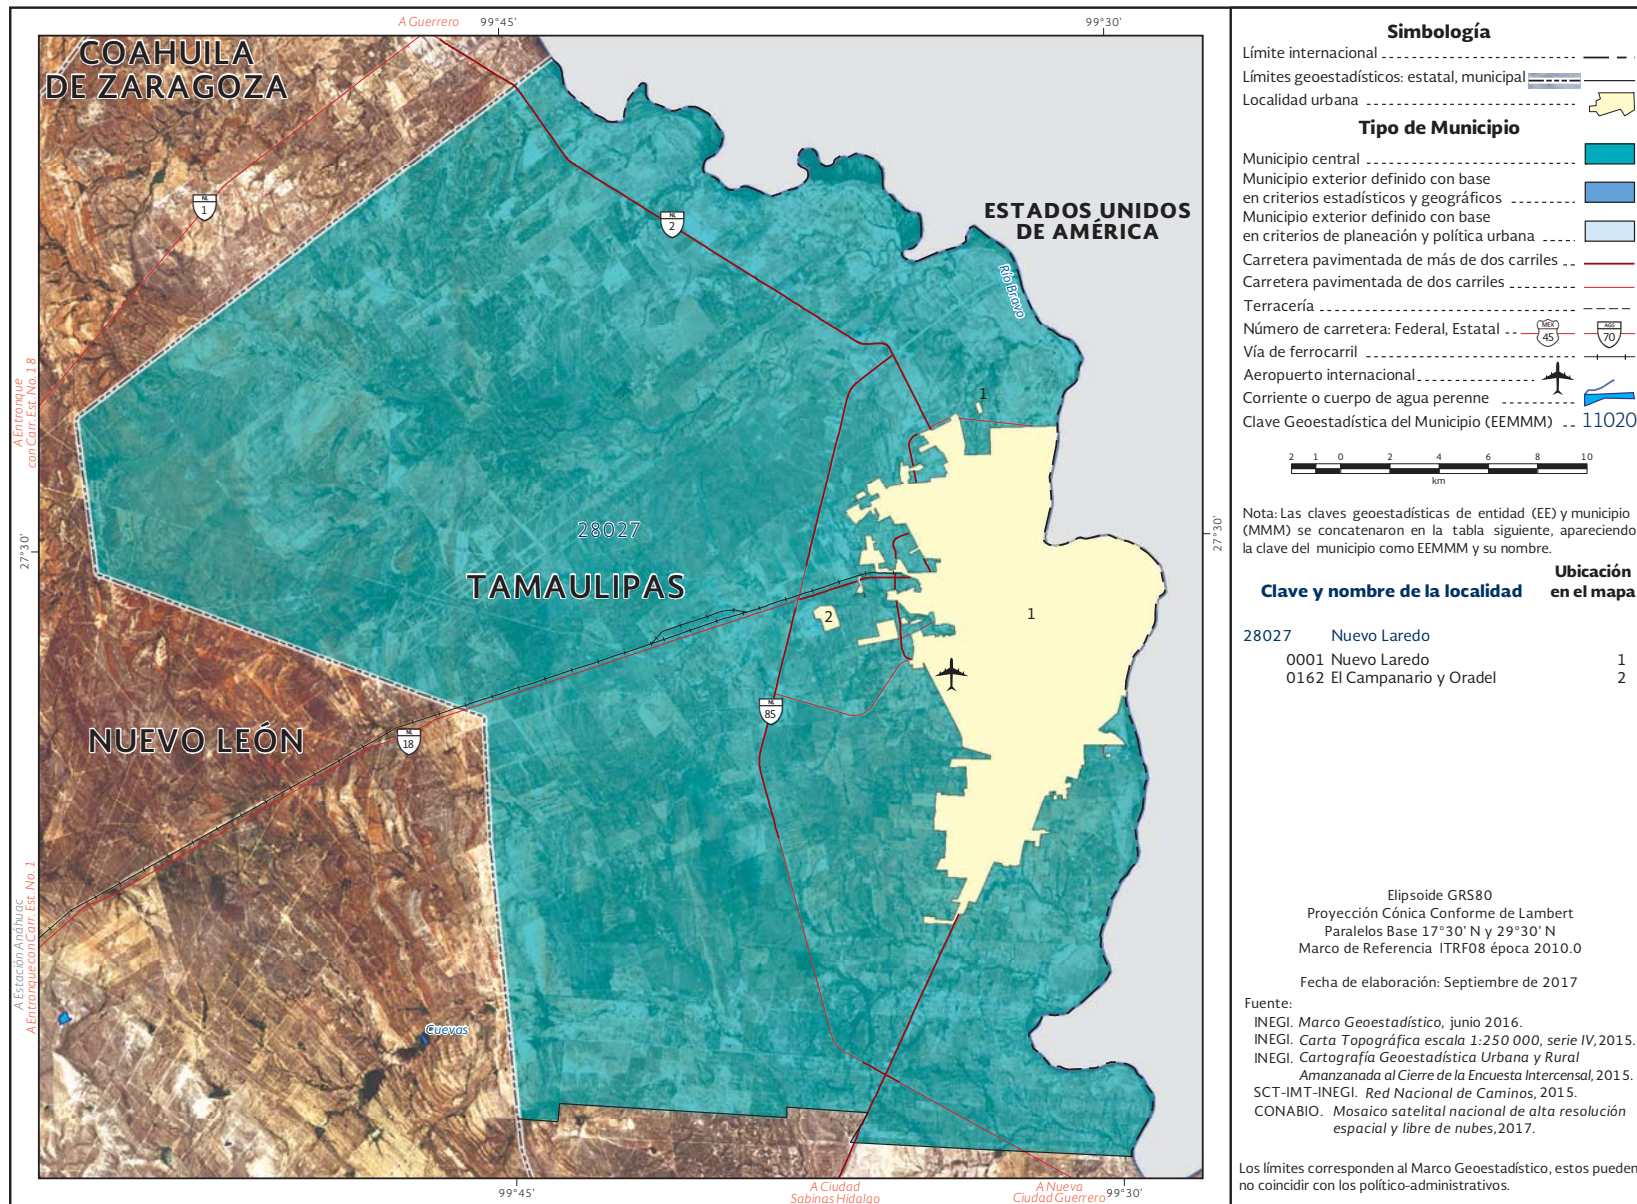 A Guerrero
99°45'
99°30'
COAHUILA
DE ZARAGOZA
NL
1
NL
2
ESTADOS UNIDOS
DE AMÉRICA
Río Bravo
A Entronque
con Carr. Est. No. 18
1
27°30'
27°30'
28027
TAMAULIPAS
2
1
NL
85
NUEVO LEÓN
NL
18
A Estación Anáhuac
A Entronque con Carr. Est. No. 1
Cuevas
99°45'
A Ciudad
Sabinas Hidalgo
A Nueva
Ciudad Guerrero
99°30'
Simbología
Límite internacional
Límites geoestadísticos: estatal, municipal
Localidad urbana
Tipo de Municipio
Municipio central
Municipio exterior definido con base
en criterios estadísticos y geográficos
Municipio exterior definido con base
en criterios de planeación y política urbana
Carretera pavimentada de más de dos carriles
Carretera pavimentada de dos carriles
Terracería
Número de carretera: Federal, Estatal MEX 45 AGS 70
Vía de ferrocarril
Aeropuerto internacional
Corriente o cuerpo de agua perenne
Clave Geoestadística del Municipio (EEMMM) 11020
2 1 0 2 4 6 8 10
km
Nota: Las claves geoestadísticas de entidad (EE) y municipio
(MMM) se concatenaron en la tabla siguiente, apareciendo
la clave del municipio como EEMMM y su nombre.
Clave y nombre de la localidad
Ubicación
en el mapa
28027 Nuevo Laredo
0001 Nuevo Laredo 1
0162 El Campanario y Oradel 2
Elipsoide GRS80
Proyección Cónica Conforme de Lambert
Paralelos Base 17°30' N y 29°30' N
Marco de Referencia ITRF08 época 2010.0
Fecha de elaboración: Septiembre de 2017
Fuente:
INEGI. Marco Geoestadístico, junio 2016.
INEGI. Carta Topográfica escala 1:250 000, serie IV, 2015.
INEGI. Cartografía Geoestadística Urbana y Rural
Amanzanada al Cierre de la Encuesta Intercensal, 2015.
SCT-IMT-INEGI. Red Nacional de Caminos, 2015.
CONABIO. Mosaico satelital nacional de alta resolución
espacial y libre de nubes, 2017.
Los límites corresponden al Marco Geoestadístico, estos pueden
no coincidir con los político-administrativos.